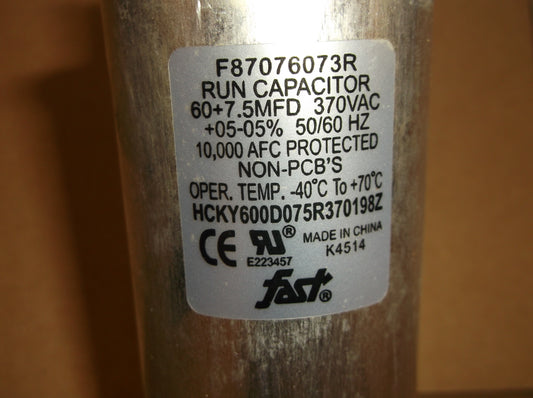 F87076073R
RUN CAPACITOR
60+7.5MFD 370VAC
+05-05% 50/60 HZ
10,000 AFC PROTECTED
NON-PCB'S
OPER. TEMP. -40°C To +70°C
HCKY600D075R370198Z
CE RU® MADE IN CHINA
E223457 K4514
fast®